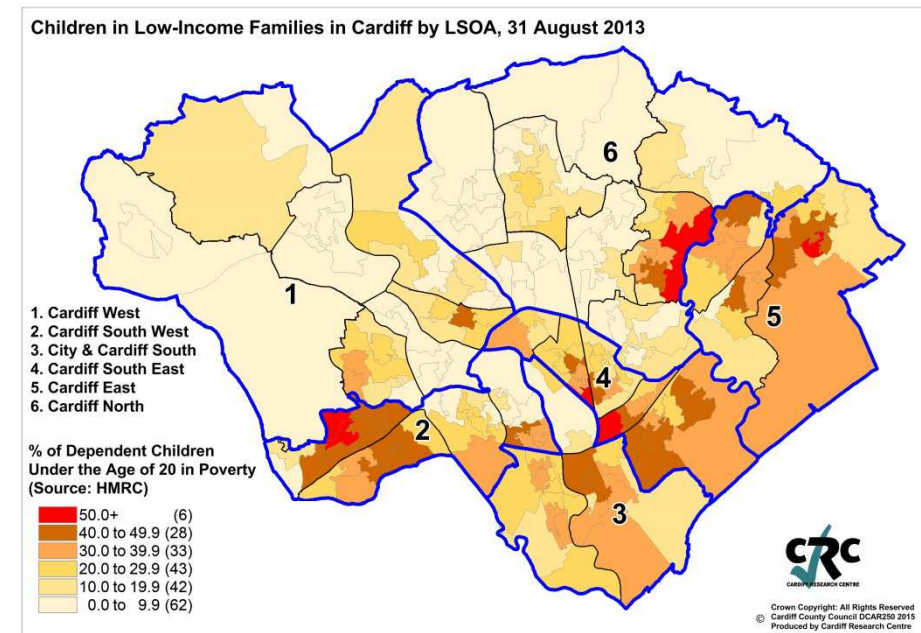 Children in Low-Income Families in Cardiff by LSOA, 31 August 2013
6
1
5
4
2
3
1. Cardiff West
2. Cardiff South West
3. City & Cardiff South
4. Cardiff South East
5. Cardiff East
6. Cardiff North
% of Dependent Children
Under the Age of 20 in Poverty
(Source: HMRC)
50.0+ (6)
40.0 to 49.9 (28)
30.0 to 39.9 (33)
20.0 to 29.9 (43)
10.0 to 19.9 (42)
0.0 to 9.9 (62)
CRC
CARDIFF RESEARCH CENTRE
Crown Copyright: All Rights Reserved
© Cardiff County Council DCAR250 2015
Produced by Cardiff Research Centre